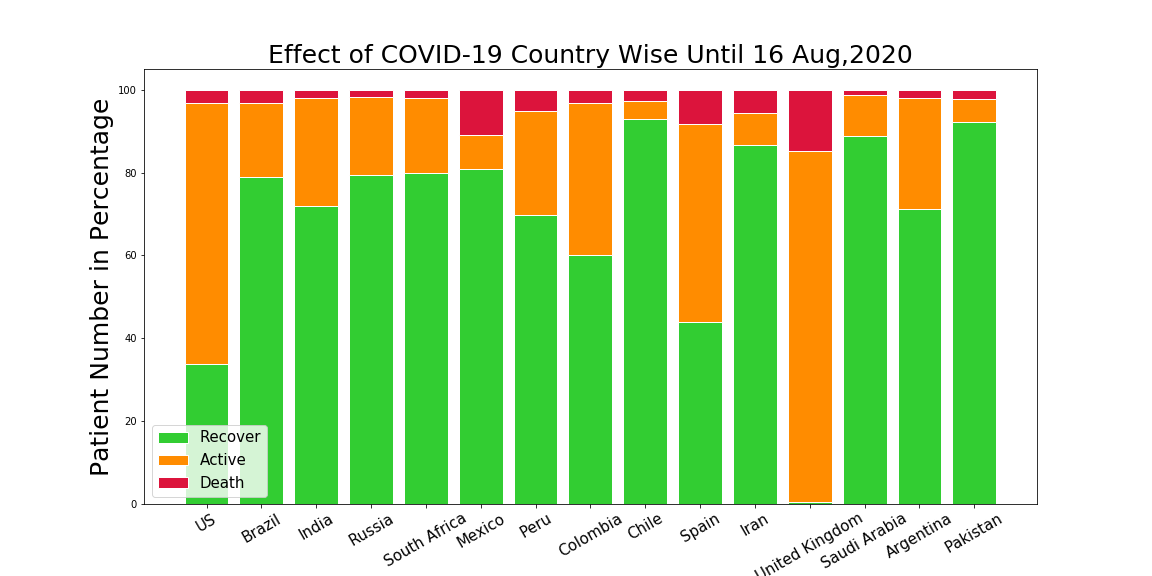 Effect of COVID-19 Country Wise Until 16 Aug,2020
Patient Number in Percentage
100
80
60
40
20
0
Recover
Active
Death
US
Brazil
India
Russia
South Africa
Mexico
Peru
Colombia
Chile
Spain
Iran
United Kingdom
Saudi Arabia
Argentina
Pakistan